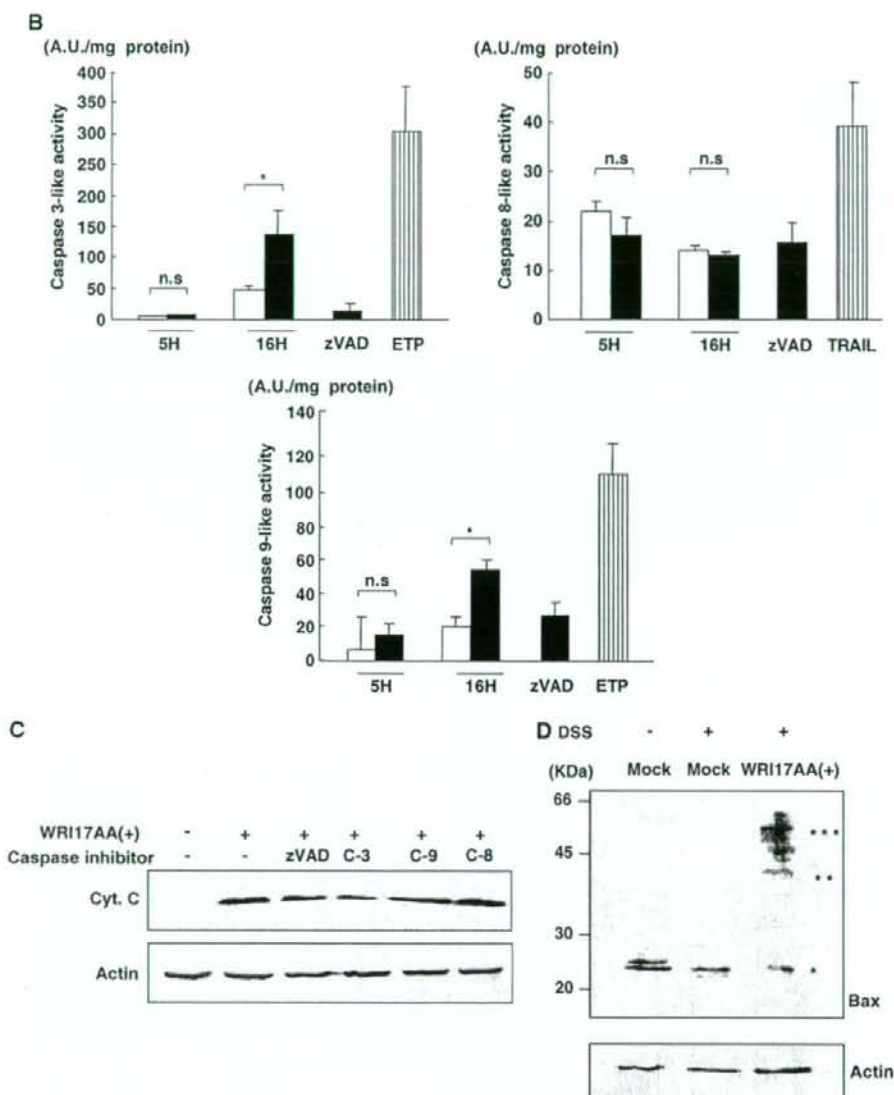 B
(A.U./mg protein)
Caspase 3-like activity
400
350
300
250
200
150
100
50
0
n.s
*
5H 16H zVAD ETP
(A.U./mg protein)
Caspase 8-like activity
50
40
30
20
10
0
n.s
n.s
5H 16H zVAD TRAIL
(A.U./mg protein)
Caspase 9-like activity
140
120
100
80
60
40
20
0
n.s
*
5H 16H zVAD ETP
C
WRI17AA(+) - + + + + +
Caspase inhibitor - - zVAD C-3 C-9 C-8
Cyt. C
Actin
D DSS - + +
(KDa) Mock Mock WRI17AA(+)
66
45
30
20
***
**
*
Bax
Actin